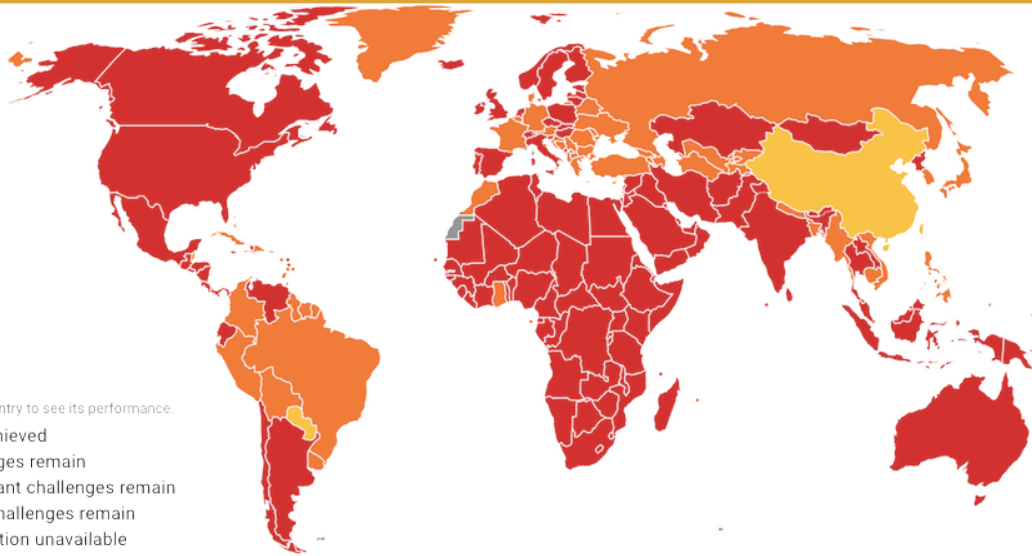 ntry to see its performance.
hieved
ges remain
ant challenges remain
hallenges remain
tion unavailable